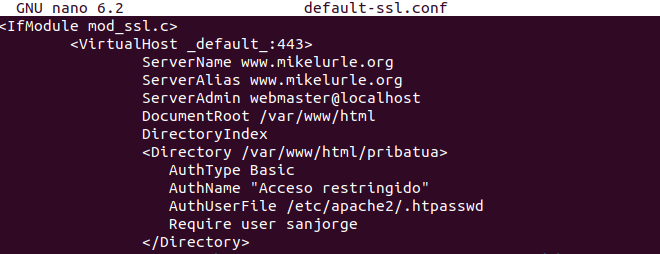 GNU nano 6.2 default-ssl.conf
<IfModule mod_ssl.c>
<VirtualHost _default_:443>
ServerName www.mikelurle.org
ServerAlias www.mikelurle.org
ServerAdmin webmaster@localhost
DocumentRoot /var/www/html
DirectoryIndex
<Directory /var/www/html/pribatua>
AuthType Basic
AuthName "Acceso restringido"
AuthUserFile /etc/apache2/.htpasswd
Require user sanjorge
</Directory>